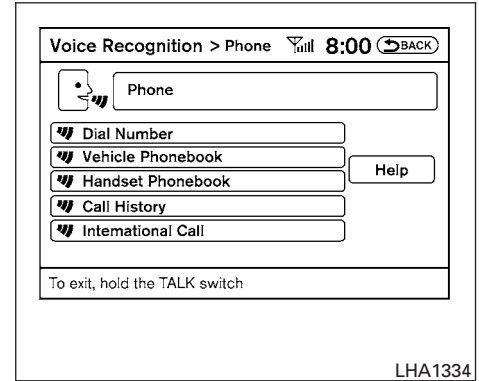 Voice Recognition > Phone 8:00 BACK
Phone
Dial Number
Vehicle Phonebook
Handset Phonebook
Help
Call History
International Call
To exit, hold the TALK switch
LHA1334